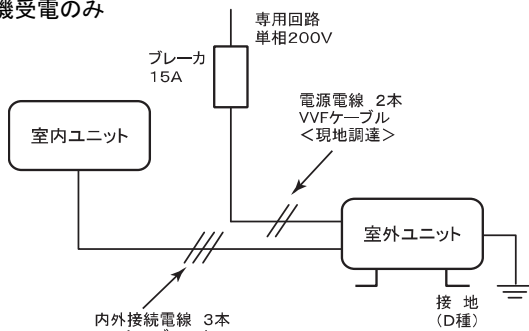 機受電のみ
専用回路
単相200V
ブレーカ
15A
電源電線 2本
VVFケーブル
<現地調達>
室内ユニット
室外ユニット
接 地
(D種)
内外接続電線 3本